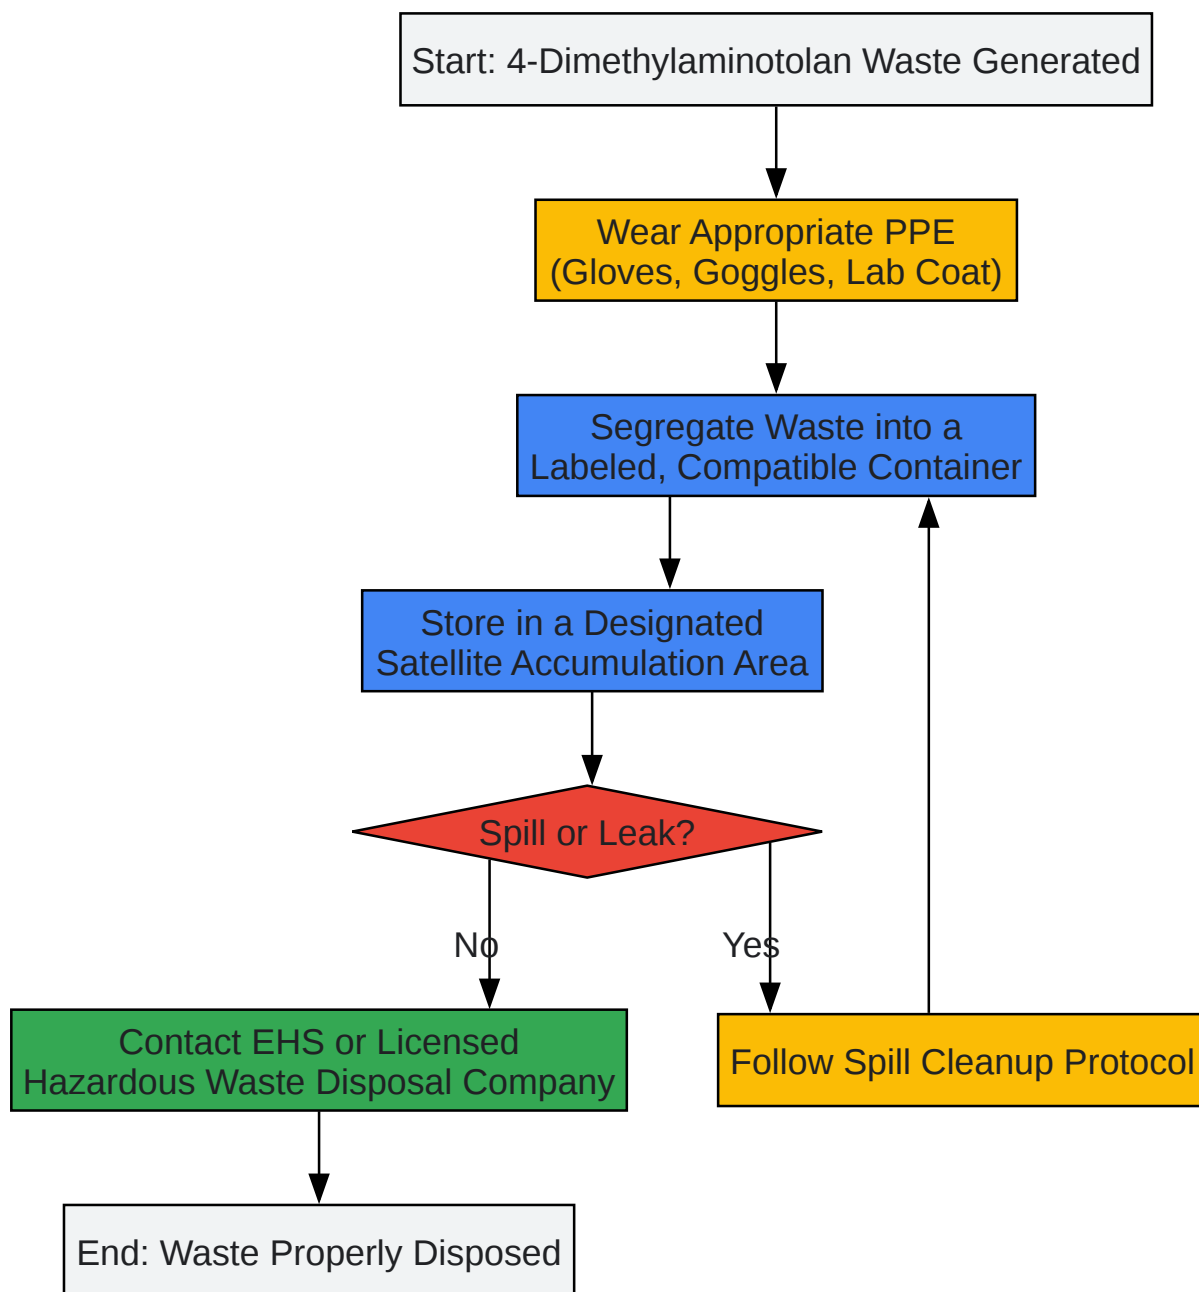 Start: 4-Dimethylaminotolan Waste Generated
Wear Appropriate PPE
(Gloves, Goggles, Lab Coat)
Segregate Waste into a
Labeled, Compatible Container
Store in a Designated
Satellite Accumulation Area
Spill or Leak?
No
Yes
Contact EHS or Licensed
Hazardous Waste Disposal Company
Follow Spill Cleanup Protocol
End: Waste Properly Disposed